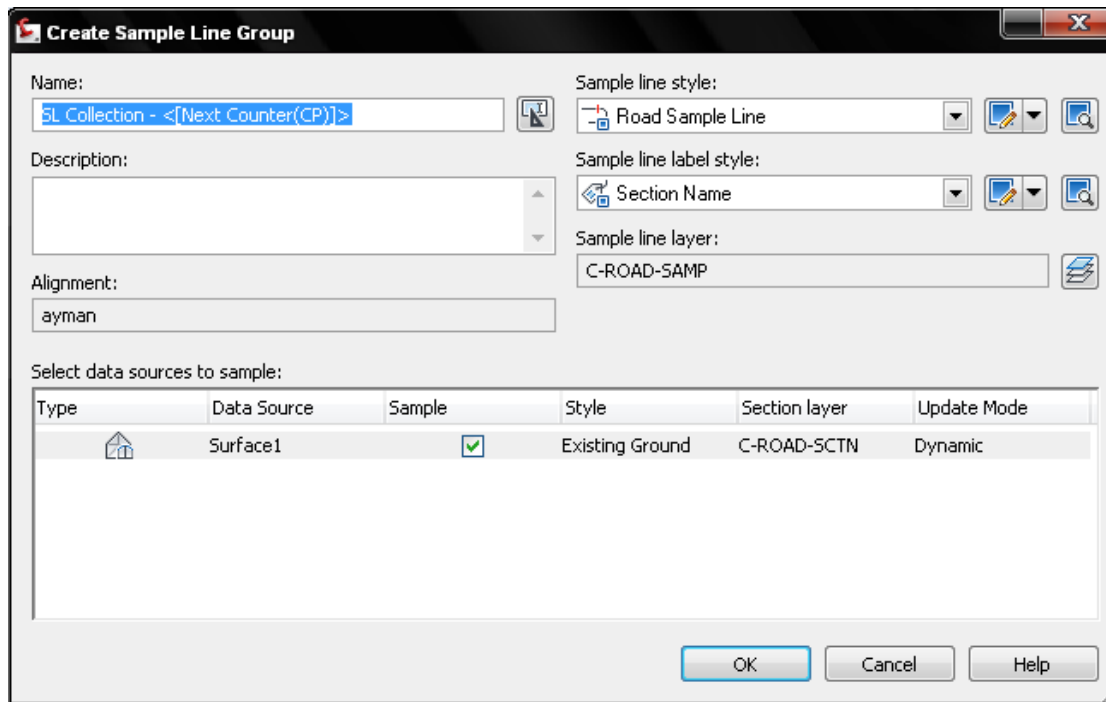 Create Sample Line Group
Name:
SL Collection - <[Next Counter(CP)]>
Description:
Alignment:
ayman
Sample line style:
Road Sample Line
Sample line label style:
Section Name
Sample line layer:
C-ROAD-SAMP
Select data sources to sample:
Type Data Source Sample Style Section layer Update Mode
Surface1 Existing Ground C-ROAD-SCTN Dynamic
OK Cancel Help